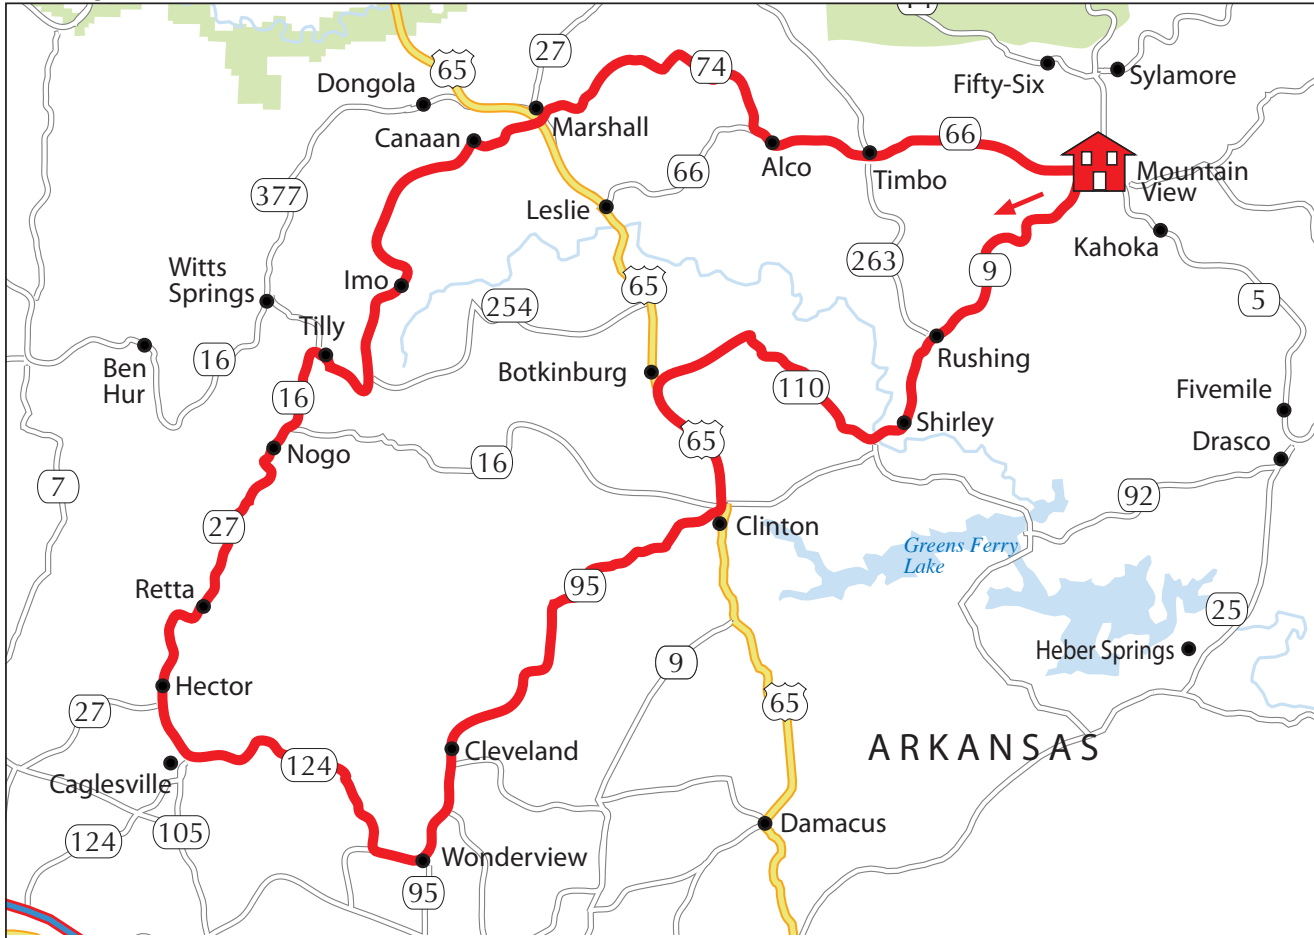 44
65
27
74
Dongola
Fifty-Six
Sylamore
Canaan
Marshall
66
Alco
Timbo
Mountain
View
377
66
Leslie
Kahoka
Witts
Springs
Imo
65
263
9
5
254
Tilly
Rushing
Ben
Hur
16
Botkinburg
110
16
Fivemile
Shirley
65
Nogo
16
Drasco
7
92
27
Clinton
Greens Ferry
Lake
Retta
95
25
9
Heber Springs
Hector
27
65
124
Cleveland
ARKANSAS
Caglesville
124
105
Damacus
Wonderview
95